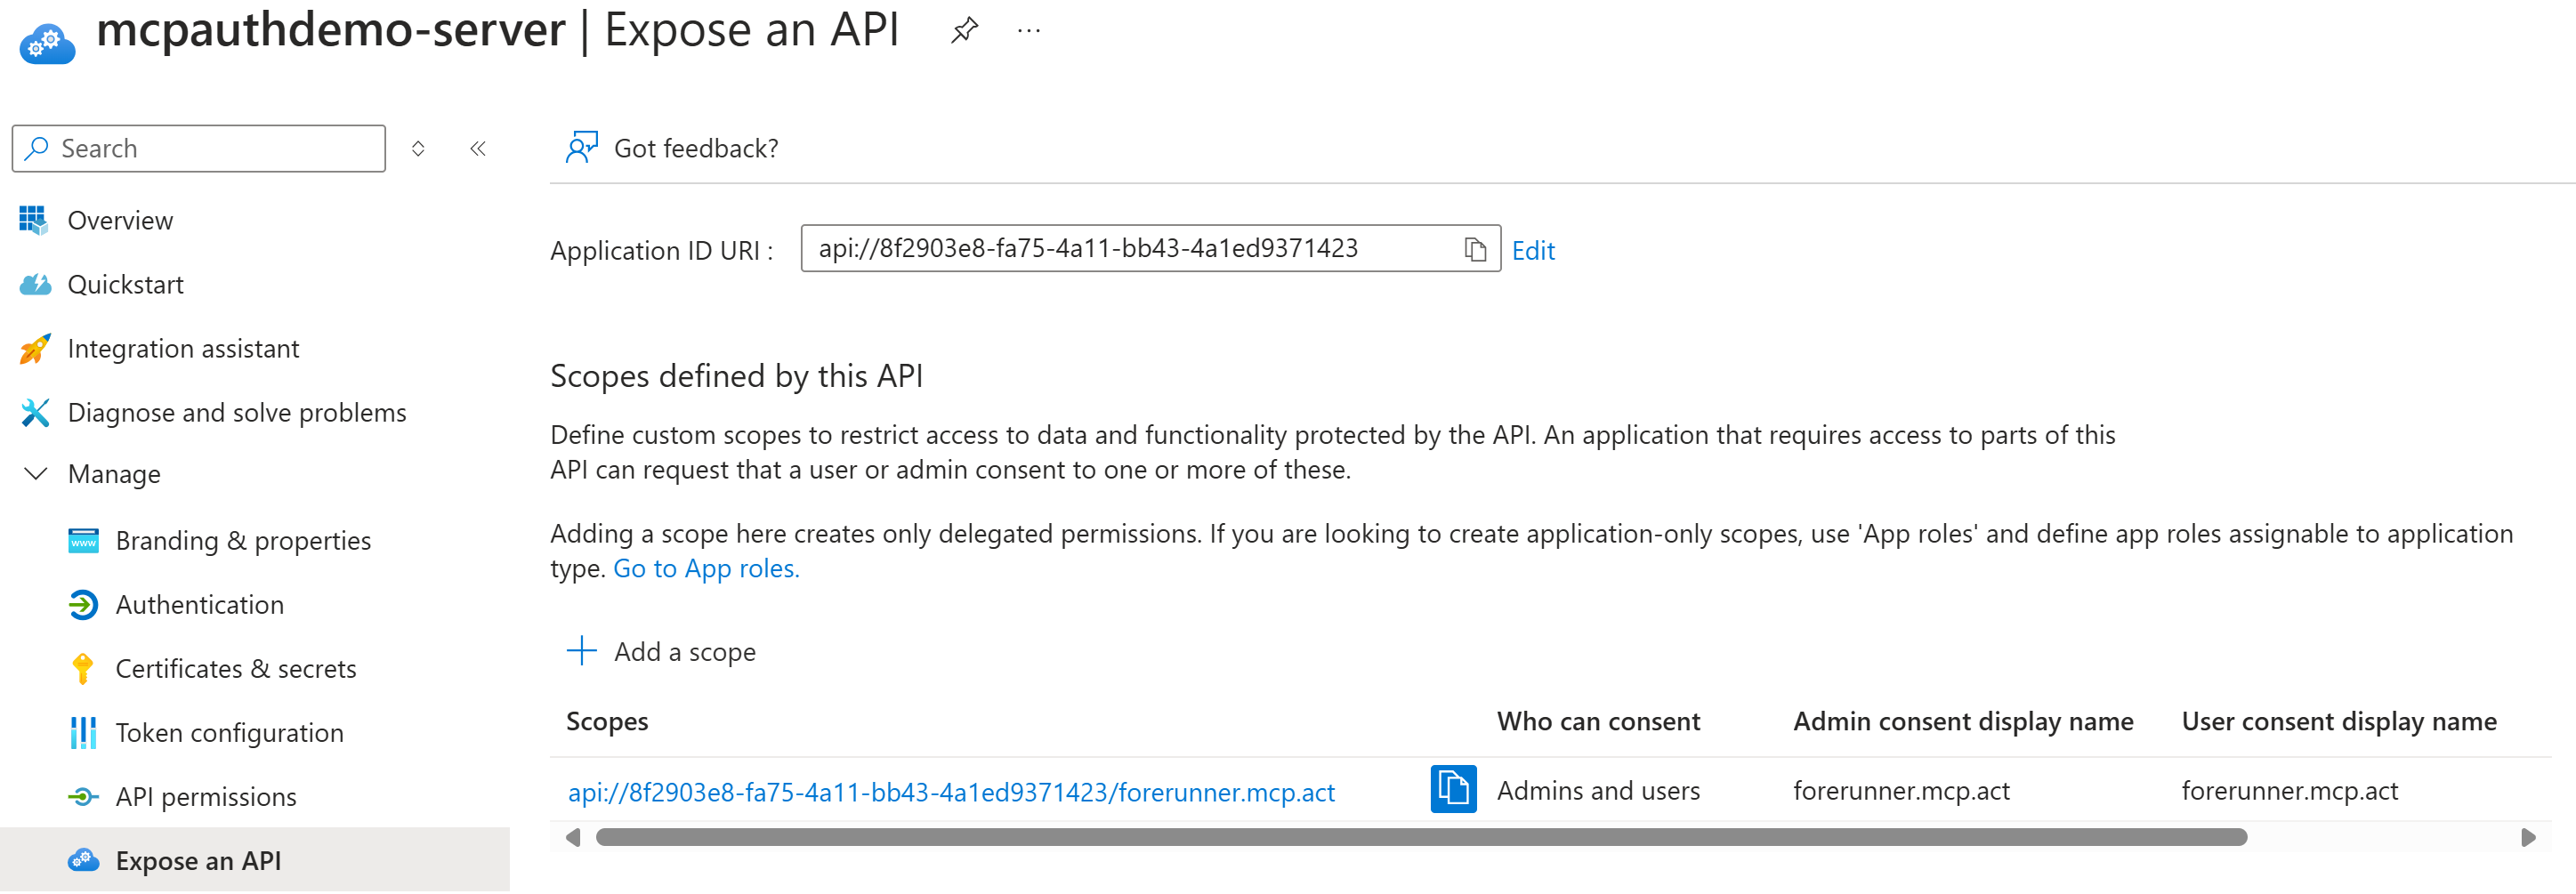 mcpauthdemo-server | Expose an API
Search
Overview
Quickstart
Integration assistant
Diagnose and solve problems
Manage
www
Branding & properties
Authentication
Certificates & secrets
Token configuration
API permissions
Expose an API
Got feedback?
Application ID URI : api://8f2903e8-fa75-4a11-bb43-4a1ed9371423 Edit
Scopes defined by this API
Define custom scopes to restrict access to data and functionality protected by the API. An application that requires access to parts of this
API can request that a user or admin consent to one or more of these.
Adding a scope here creates only delegated permissions. If you are looking to create application-only scopes, use 'App roles' and define app roles assignable to application
type. Go to App roles.
Add a scope
Scopes Who can consent Admin consent display name User consent display name
api://8f2903e8-fa75-4a11-bb43-4a1ed9371423/forerunner.mcp.act Admins and users forerunner.mcp.act forerunner.mcp.act